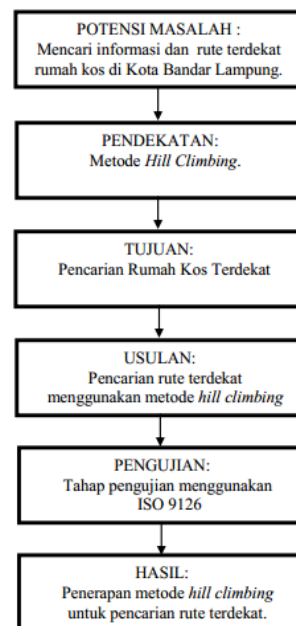 POTENSI MASALAH :
Mencari informasi dan rute terdekat
rumah kos di Kota Bandar Lampung.
PENDEKATAN:
Metode Hill Climbing.
TUJUAN:
Pencarian Rumah Kos Terdekat
USULAN:
Pencarian rute terdekat
menggunakan metode hill climbing
PENGUJIAN:
Tahap pengujian menggunakan
ISO 9126
HASIL:
Penerapan metode hill climbing
untuk pencarian rute terdekat.